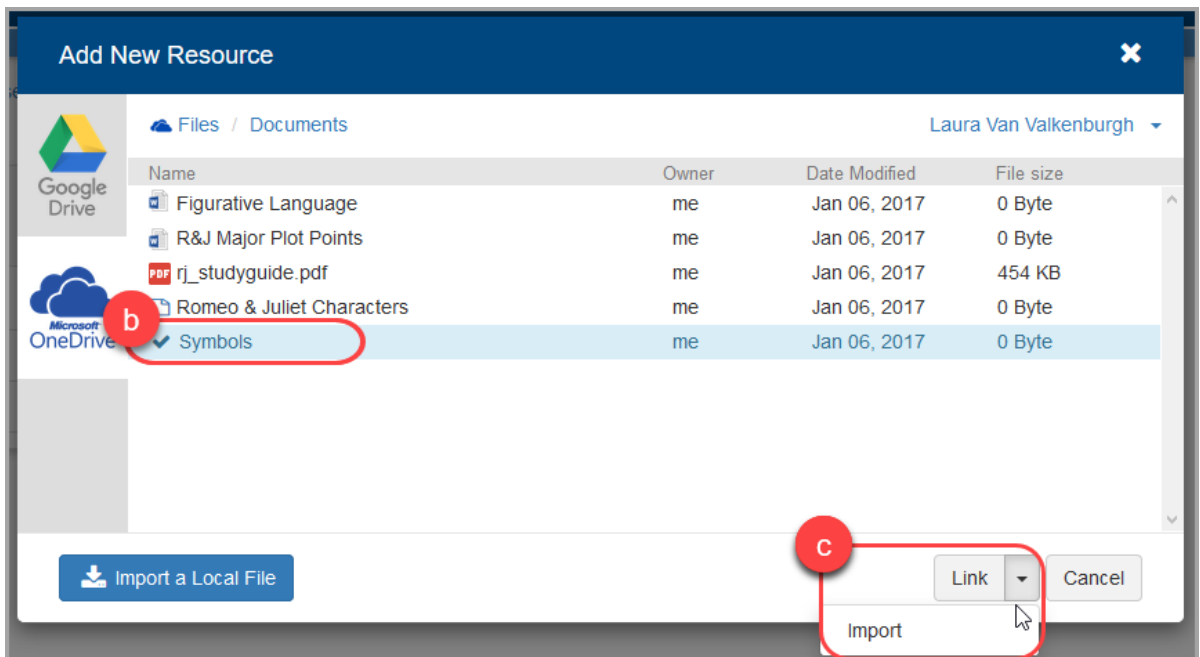 Add New Resource
Google Drive
Files / Documents
Laura Van Valkenburgh
Name Owner Date Modified File size
Figurative Language me Jan 06, 2017 0 Byte
R&J Major Plot Points me Jan 06, 2017 0 Byte
PDF rj_studyguide.pdf me Jan 06, 2017 454 KB
Romeo & Juliet Characters me Jan 06, 2017 0 Byte
Microsoft
OneDrive
b
Symbols me Jan 06, 2017 0 Byte
c
Import a Local File
Link
Cancel
Import